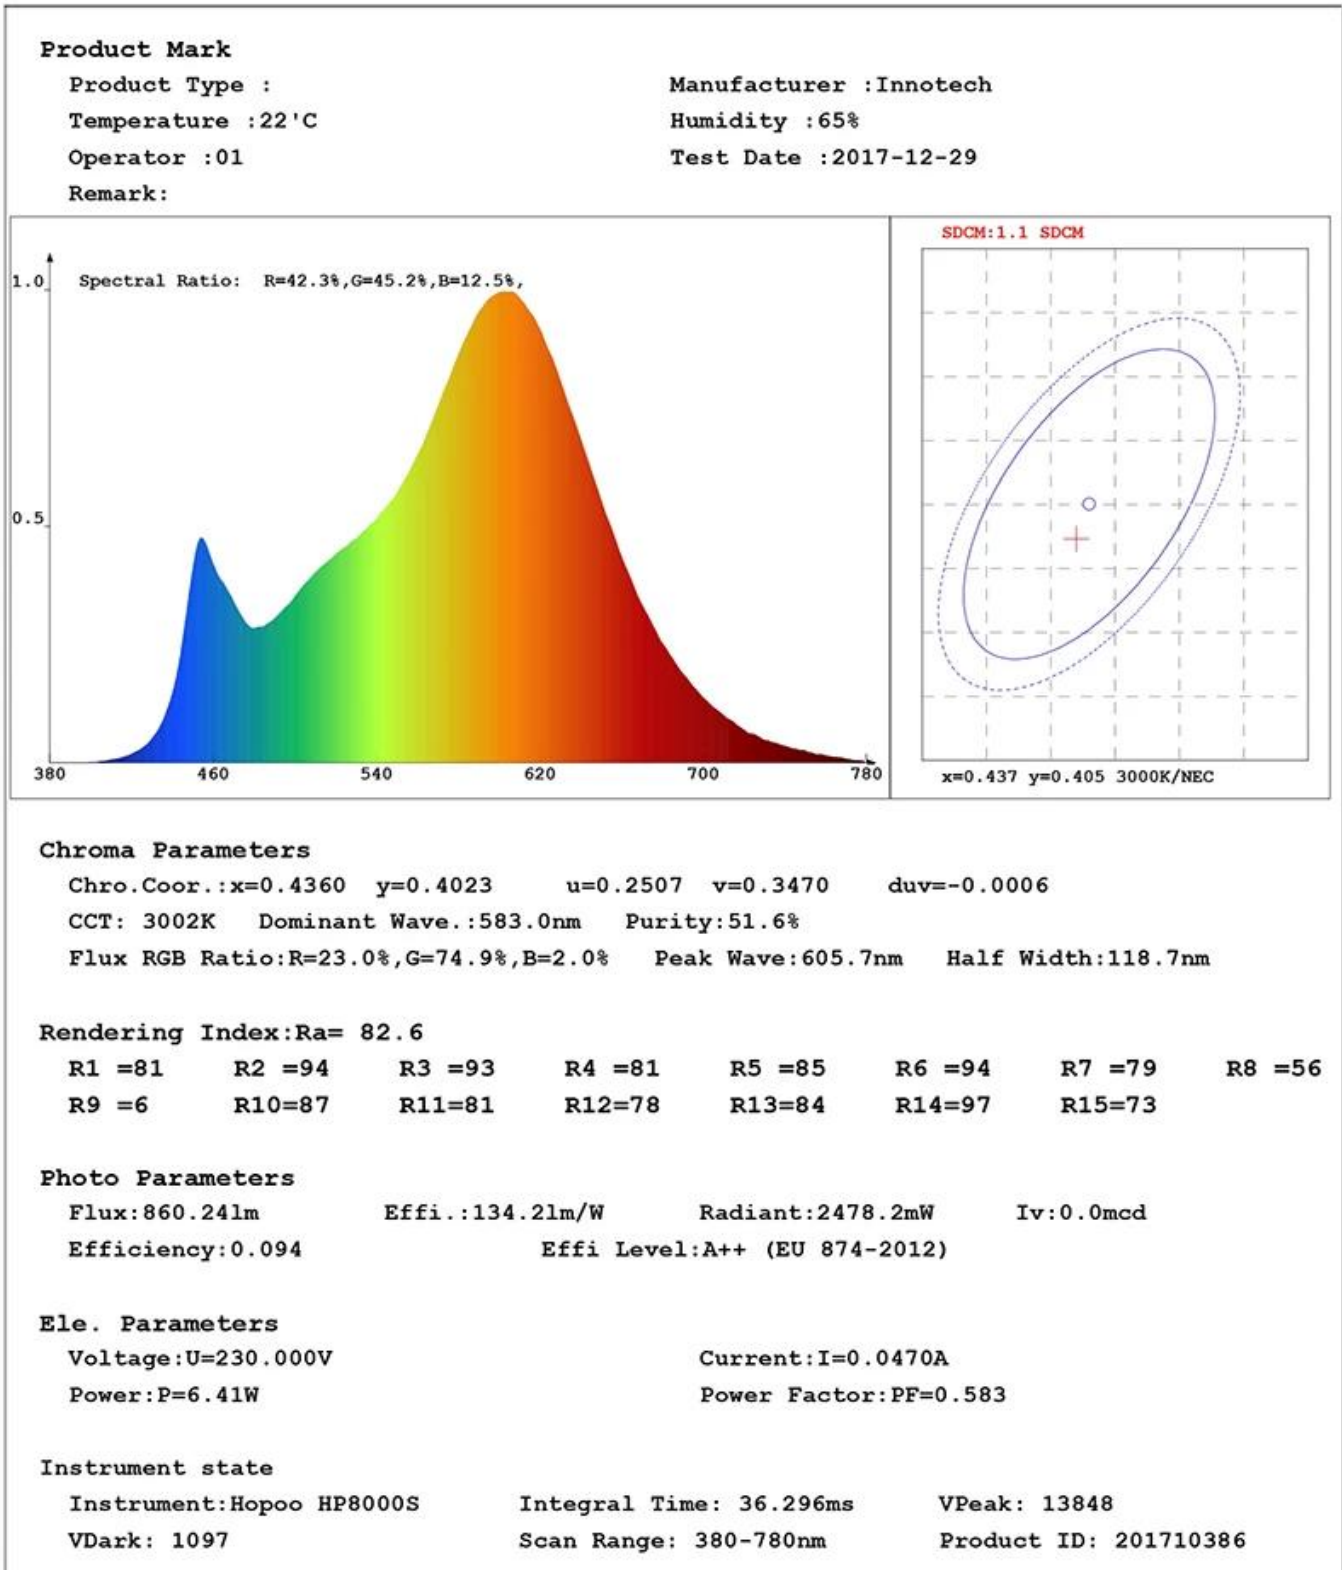 Product Mark
Product Type :
Manufacturer :Innotech
Temperature :22'C
Humidity :65%
Operator :01
Test Date :2017-12-29
Remark:
SDCM:1.1 SDCM
Spectral Ratio: R=42.3%,G=45.2%,B=12.5%,
1.0
0.5
380 460 540 620 700 780
x=0.437 y=0.405 3000K/NEC
Chroma Parameters
Chro.Coor.:x=0.4360 y=0.4023 u=0.2507 v=0.3470 duv=-0.0006
CCT: 3002K Dominant Wave.:583.0nm Purity:51.6%
Flux RGB Ratio:R=23.0%,G=74.9%,B=2.0% Peak Wave:605.7nm Half Width:118.7nm
Rendering Index:Ra= 82.6
R1 =81 R2 =94 R3 =93 R4 =81 R5 =85 R6 =94 R7 =79 R8 =56
R9 =6 R10=87 R11=81 R12=78 R13=84 R14=97 R15=73
Photo Parameters
Flux:860.24lm Effi.:134.2lm/W Radiant:2478.2mW Iv:0.0mcd
Efficiency:0.094 Effi Level:A++ (EU 874-2012)
Ele. Parameters
Voltage:U=230.000V Current:I=0.0470A
Power:P=6.41W Power Factor:PF=0.583
Instrument state
Instrument:Hopoo HP8000S Integral Time: 36.296ms VPeak: 13848
VDark: 1097 Scan Range: 380-780nm Product ID: 201710386